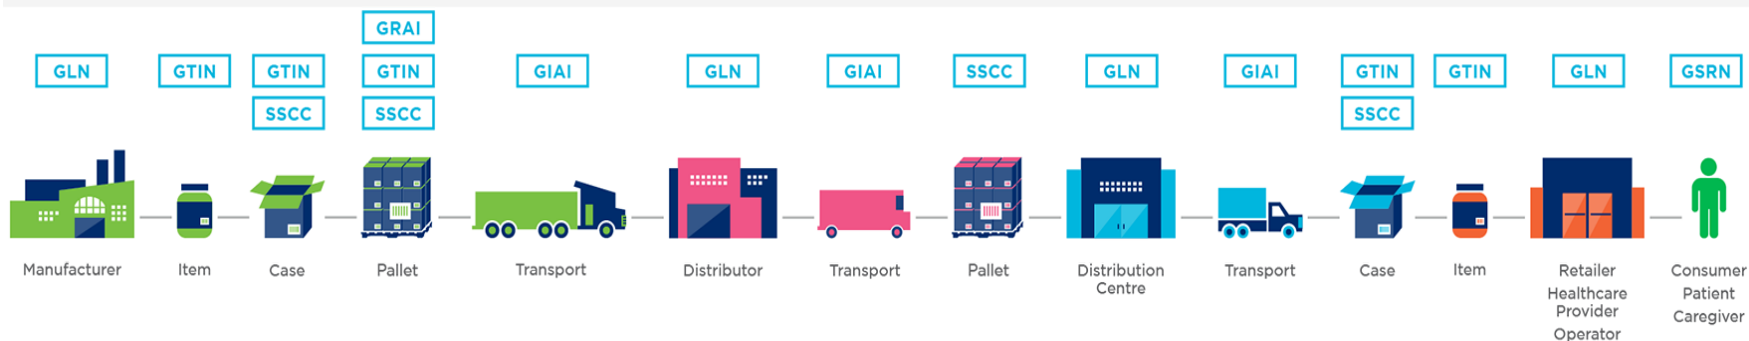 GRAI
GLN GTIN GTIN GTIN GIAI GLN GIAI SSCC GLN GIAI GTIN GTIN GLN GSRN
SSCC SSCC SSCC
Manufacturer Item Case Pallet Transport Distributor Transport Pallet Distribution Transport Case Item Retailer Consumer
Centre Healthcare Patient
Provider Caregiver
Operator